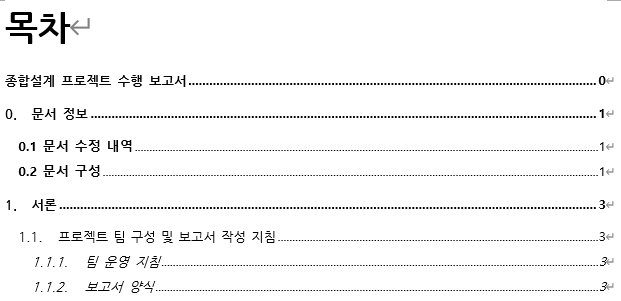 목차
종합설계 프로젝트 수행 보고서 0
0. 문서 정보 1
0.1 문서 수정 내역 1
0.2 문서 구성 1
1. 서론 3
1.1. 프로젝트 팀 구성 및 보고서 작성 지침 3
1.1.1. 팀 운영 지침 3
1.1.2. 보고서 양식 3